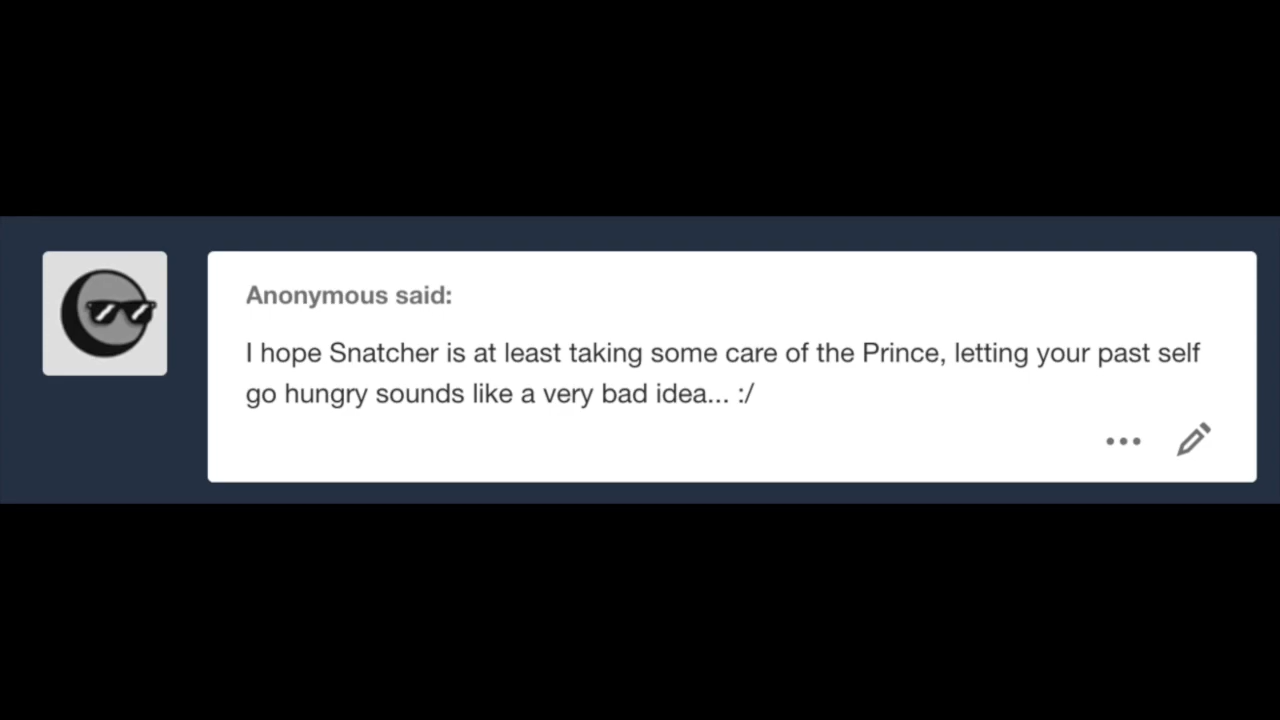 Anonymous said:
I hope Snatcher is at least taking some care of the Prince, letting your past self
go hungry sounds like a very bad idea... :/